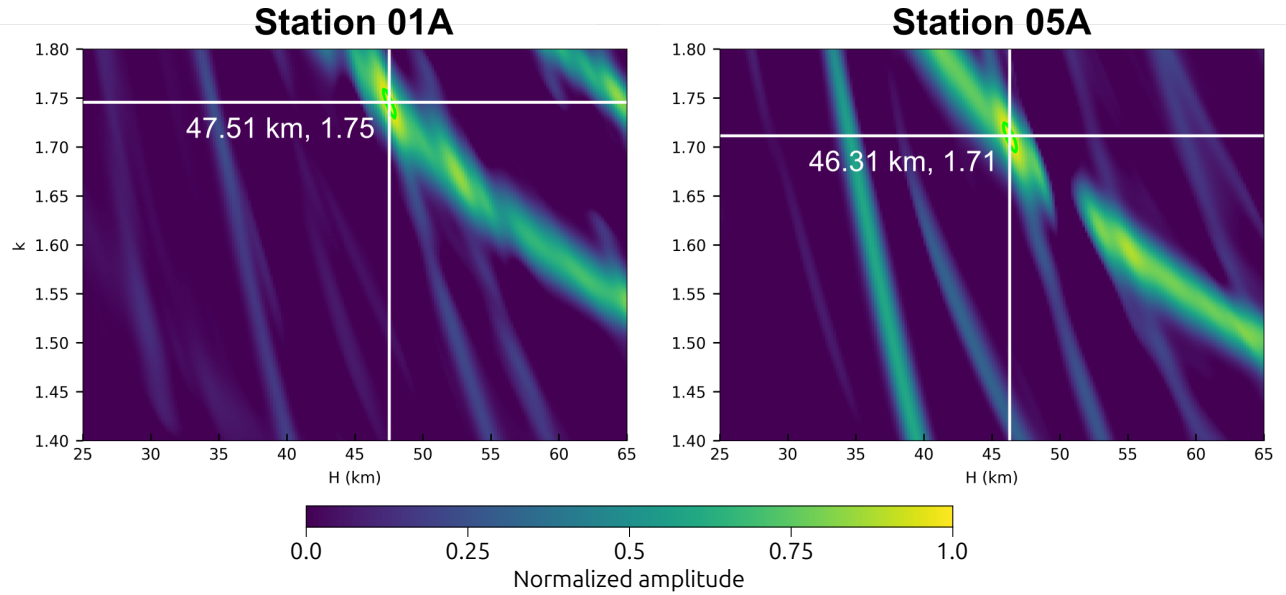 Station 01A
Station 05A
1.80
1.75
1.70
1.65
1.60
1.55
1.50
1.45
1.40
k
47.51 km, 1.75
25 30 35 40 45 50 55 60 65
H (km)
1.80
1.75
1.70
1.65
1.60
1.55
1.50
1.45
1.40
46.31 km, 1.71
25 30 35 40 45 50 55 60 65
H (km)
0.0 0.25 0.5 0.75 1.0
Normalized amplitude